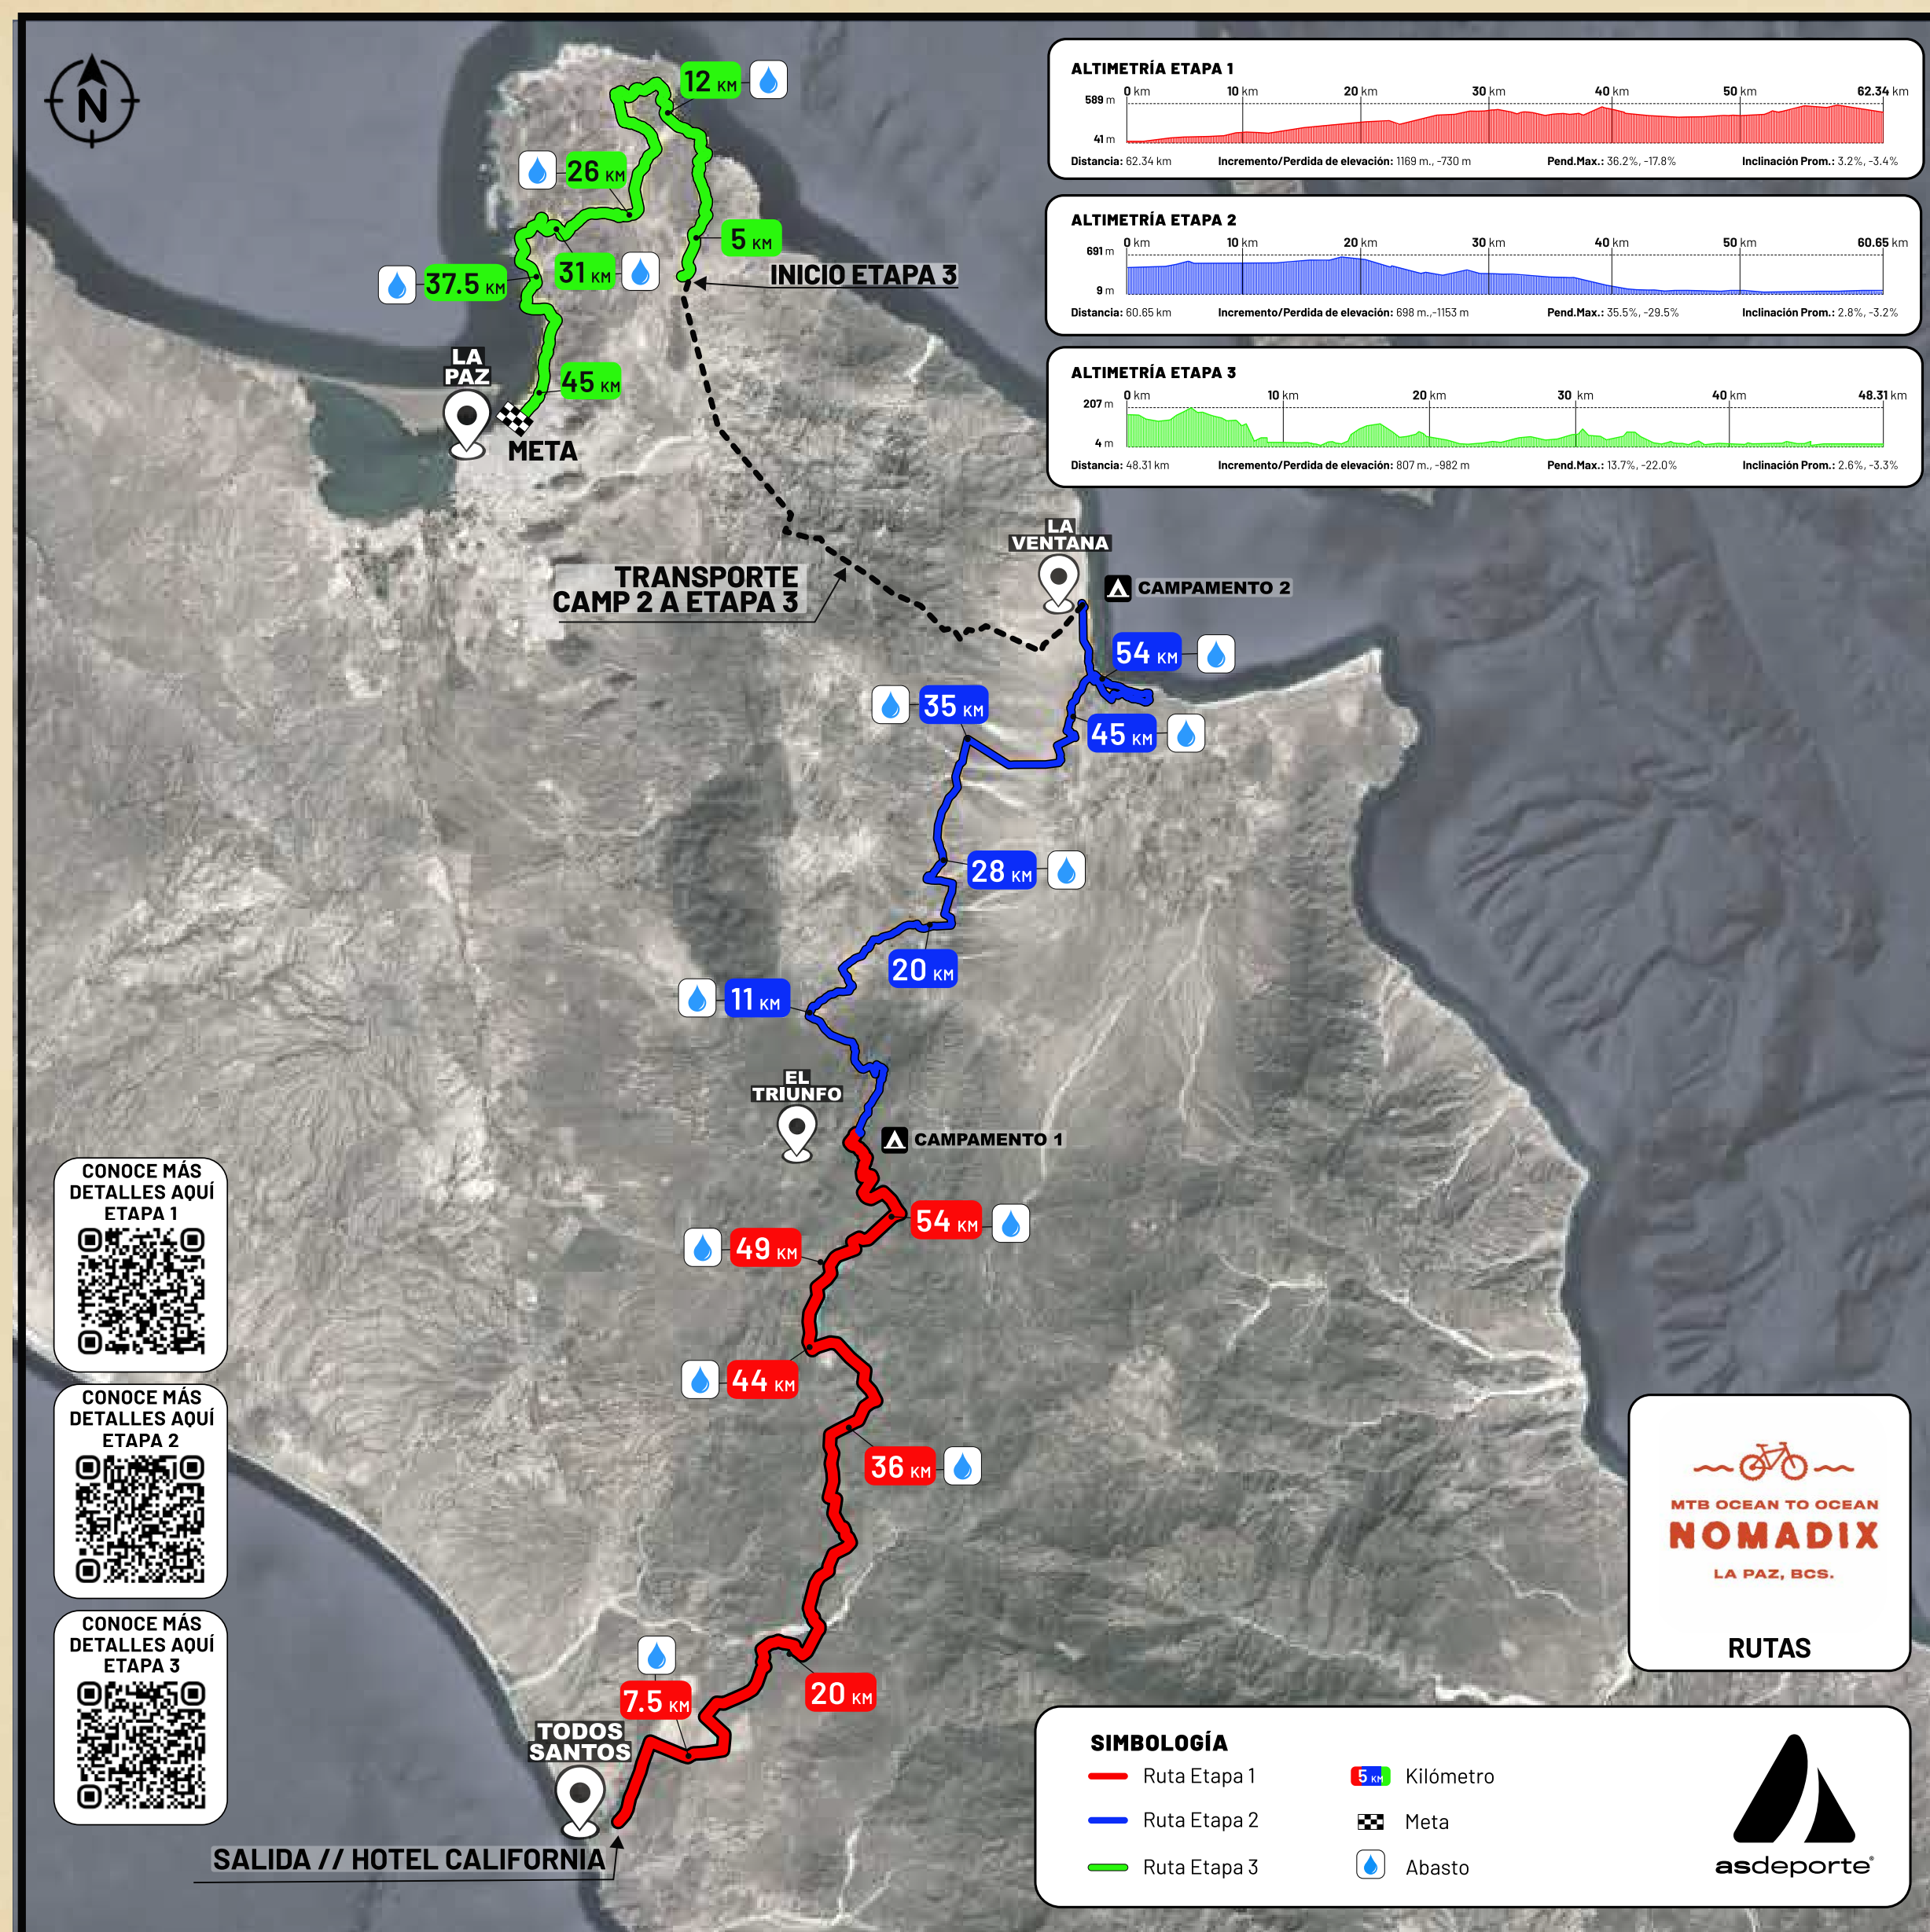 N
12 KM
26 KM
5 KM
31 KM
37.5 KM
INICIO ETAPA 3
LA
PAZ
45 KM
META
ALTIMETRÍA ETAPA 1
0 km 10 km 20 km 30 km 40 km 50 km 62.34 km
589 m
41 m
Distancia: 62.34 km Incremento/Perdida de elevación: 1169 m., -730 m Pend.Max.: 36.2%, -17.8% Inclinación Prom.: 3.2%, -3.4%
ALTIMETRÍA ETAPA 2
0 km 10 km 20 km 30 km 40 km 50 km 60.65 km
691 m
9 m
Distancia: 60.65 km Incremento/Perdida de elevación: 698 m.,-1153 m Pend.Max.: 35.5%, -29.5% Inclinación Prom.: 2.8%, -3.2%
ALTIMETRÍA ETAPA 3
0 km 10 km 20 km 30 km 40 km 48.31 km
207 m
4 m
Distancia: 48.31 km Incremento/Perdida de elevación: 807 m., -982 m Pend.Max.: 13.7%, -22.0% Inclinación Prom.: 2.6%, -3.3%
LA
VENTANA
TRANSPORTE
CAMP 2 A ETAPA 3
CAMPAMENTO 2
54 KM
35 KM
45 KM
28 KM
20 KM
11 KM
EL
TRIUNFO
CAMPAMENTO 1
54 KM
49 KM
44 KM
36 KM
20 KM
7.5 KM
TODOS
SANTOS
SALIDA // HOTEL CALIFORNIA
CONOCE MÁS
DETALLES AQUÍ
ETAPA 1
CONOCE MÁS
DETALLES AQUÍ
ETAPA 2
CONOCE MÁS
DETALLES AQUÍ
ETAPA 3
MTB OCEAN TO OCEAN
NOMADIX
LA PAZ, BCS.
RUTAS
SIMBOLOGÍA
Ruta Etapa 1
Ruta Etapa 2
Ruta Etapa 3
5 KM Kilómetro
Meta
Abasto
asdeporte®